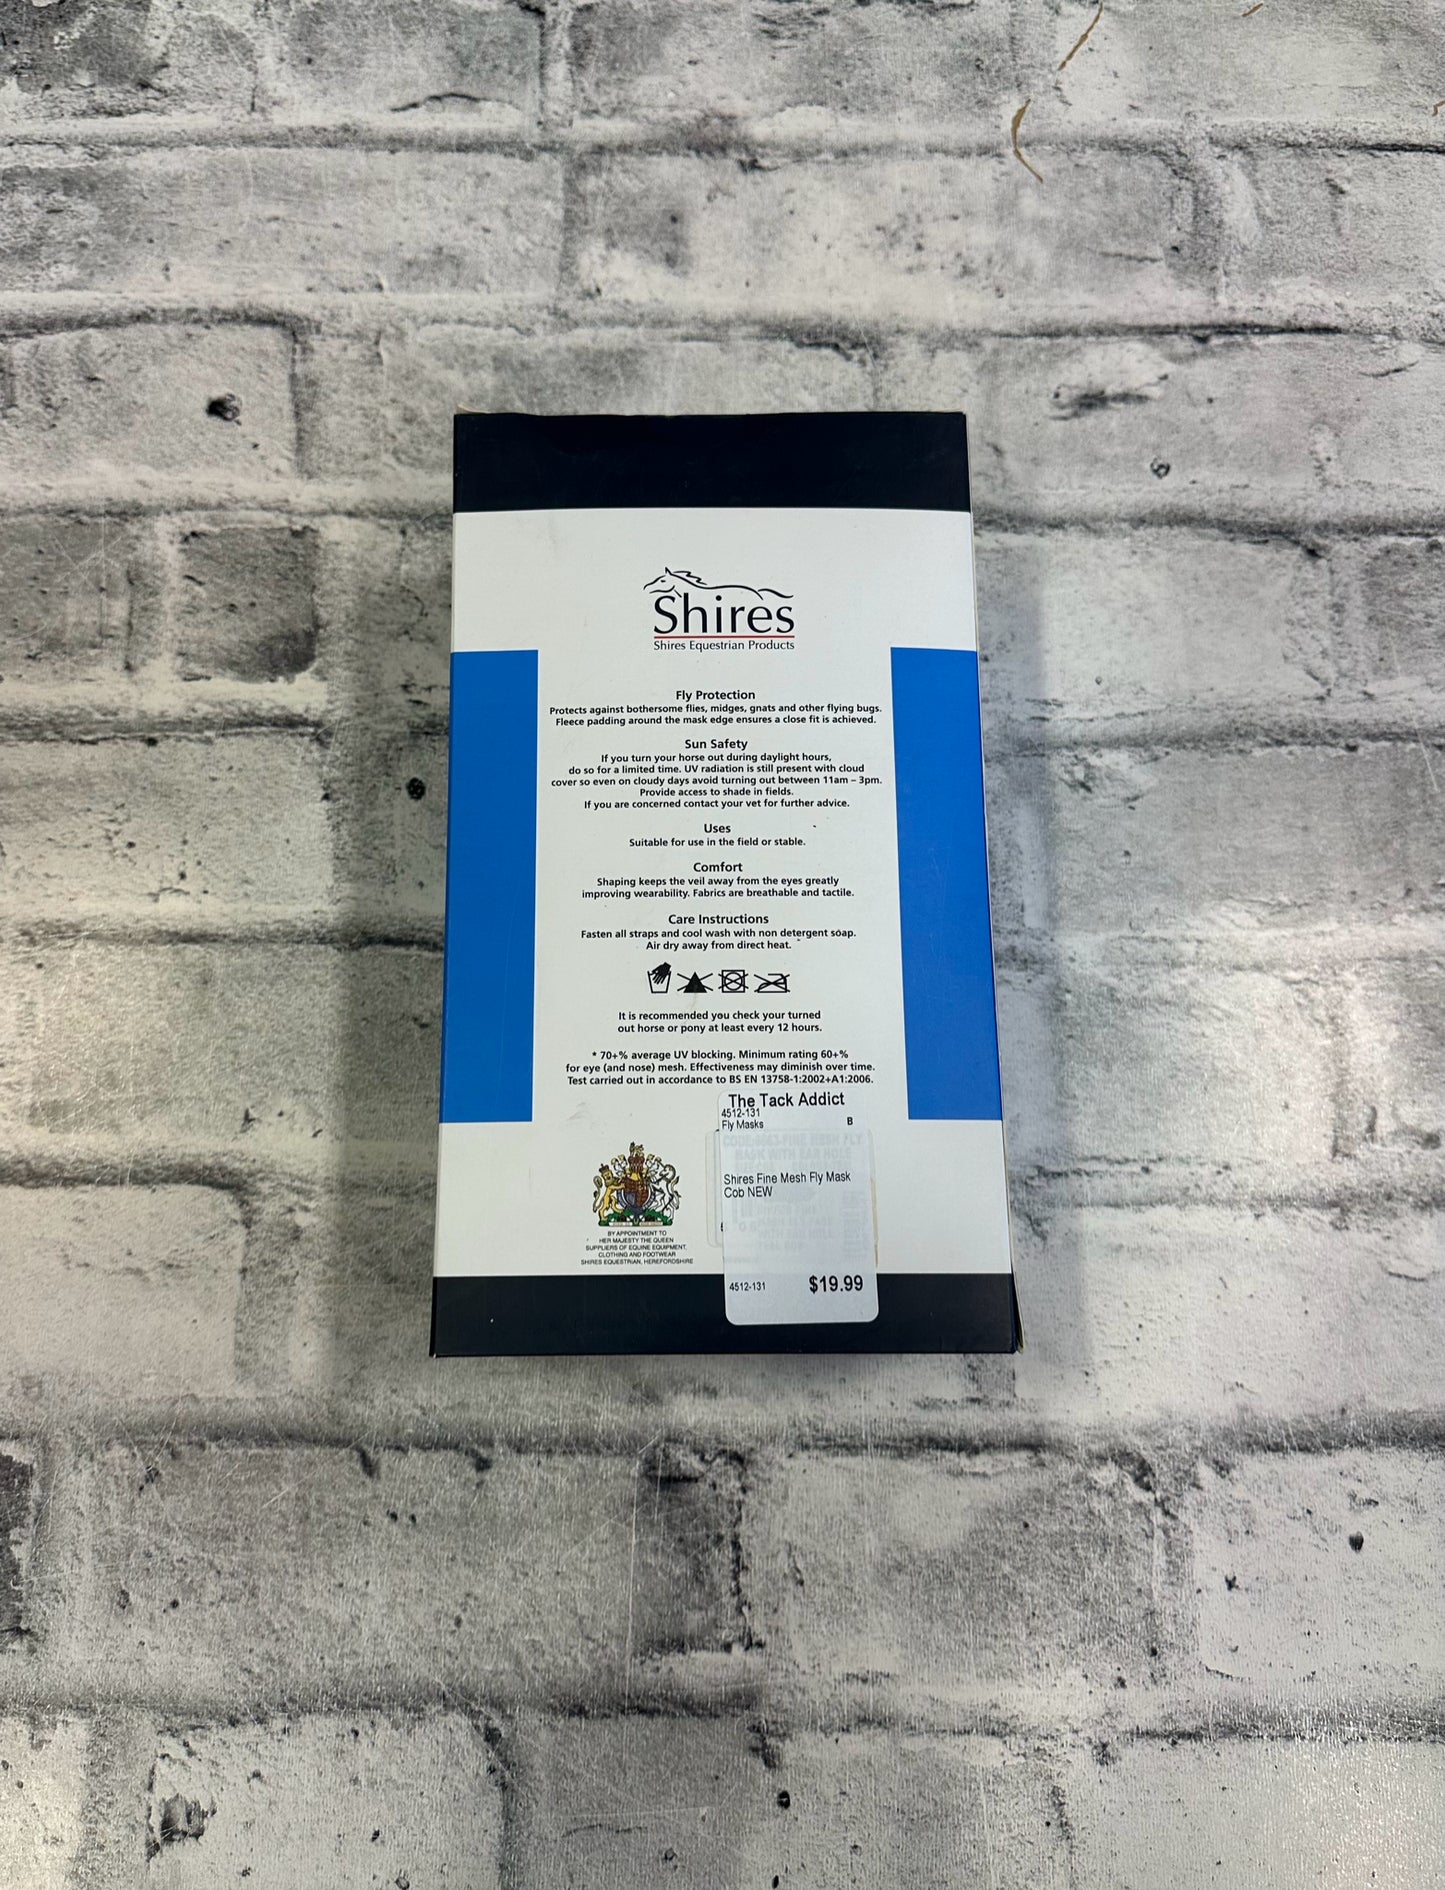 Shires
Shires Equestrian Products
Fly Protection
Protects against bothersome flies, midges, gnats and other flying bugs.
Fleece padding around the mask edge ensures a close fit is achieved.
Sun Safety
If you turn your horse out during daylight hours,
do so for a limited time. UV radiation is still present with cloud
cover so even on cloudy days avoid turning out between 11am – 3pm.
Provide access to shade in fields.
If you are concerned contact your vet for further advice.
Uses
Suitable for use in the field or stable.
Comfort
Shaping keeps the veil away from the eyes greatly
improving wearability. Fabrics are breathable and tactile.
Care Instructions
Fasten all straps and cool wash with non detergent soap.
Air dry away from direct heat.
It is recommended you check your turned
out horse or pony at least every 12 hours.
* 70+% average UV blocking. Minimum rating 60+%
for eye (and nose) mesh. Effectiveness may diminish over time.
Test carried out in accordance to BS EN 13758-1:2002+A1:2006.
The Tack Addict
4512-131
Fly Masks B
FINE MESH FLY
MASK WITH EAR HOLE
Shires Fine Mesh Fly Mask
Cob NEW
4512-131 $19.99
BY APPOINTMENT TO
HER MAJESTY THE QUEEN
SUPPLIERS OF EQUINE EQUIPMENT,
CLOTHING AND FOOTWEAR
SHIRES EQUESTRIAN, HEREFORDSHIRE